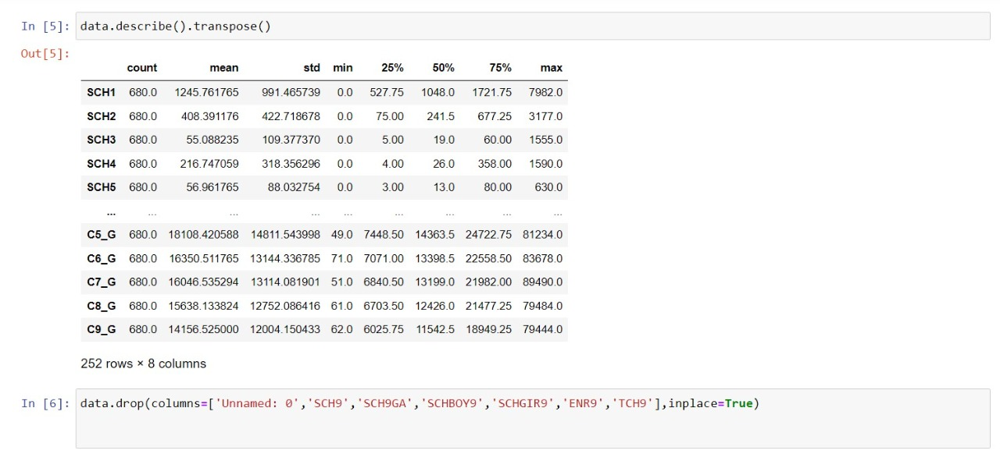 In [5]: data.describe().transpose()
Out[5]:
count mean std min 25% 50% 75% max
SCH1 680.0 1245.761765 991.465739 0.0 527.75 1048.0 1721.75 7982.0
SCH2 680.0 408.391176 422.718678 0.0 75.00 241.5 677.25 3177.0
SCH3 680.0 55.088235 109.377370 0.0 5.00 19.0 60.00 1555.0
SCH4 680.0 216.747059 318.356296 0.0 4.00 26.0 358.00 1590.0
SCH5 680.0 56.961765 88.032754 0.0 3.00 13.0 80.00 630.0
... ... ... ... ... ... ... ... ...
C5_G 680.0 18108.420588 14811.543998 49.0 7448.50 14363.5 24722.75 81234.0
C6_G 680.0 16350.511765 13144.336785 71.0 7071.00 13398.5 22558.50 83678.0
C7_G 680.0 16046.535294 13114.081901 51.0 6840.50 13199.0 21982.00 89490.0
C8_G 680.0 15638.133824 12752.086416 61.0 6703.50 12426.0 21477.25 79484.0
C9_G 680.0 14156.525000 12004.150433 62.0 6025.75 11542.5 18949.25 79444.0
252 rows × 8 columns
In [6]: data.drop(columns=['Unnamed: 0','SCH9','SCH9GA','SCHBOY9','SCHGIR9','ENR9','TCH9'],inplace=True)